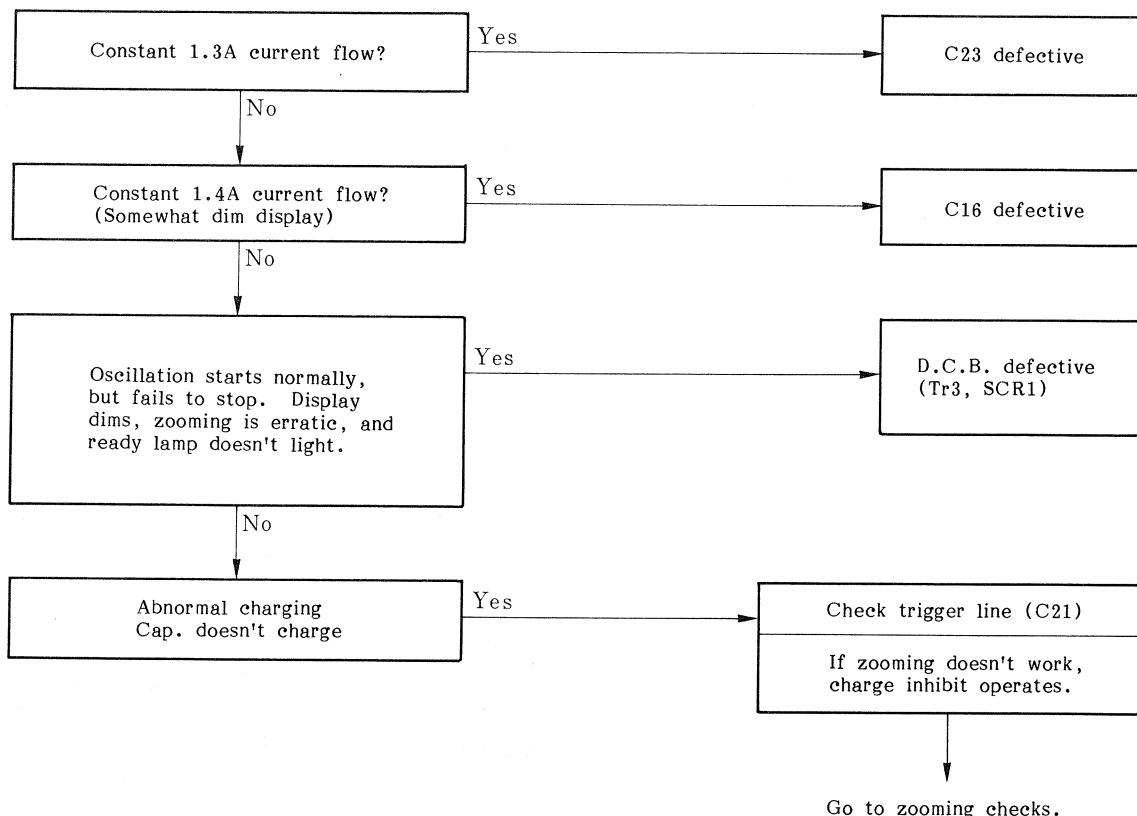 Constant 1.3A current flow?
Yes
C23 defective
No
Constant 1.4A current flow?
(Somewhat dim display)
Yes
C16 defective
No
Oscillation starts normally,
but fails to stop. Display
dims, zooming is erratic, and
ready lamp doesn't light.
Yes
D.C.B. defective
(Tr3, SCR1)
No
Abnormal charging
Cap. doesn't charge
Yes
Check trigger line (C21)
If zooming doesn't work,
charge inhibit operates.
Go to zooming checks.